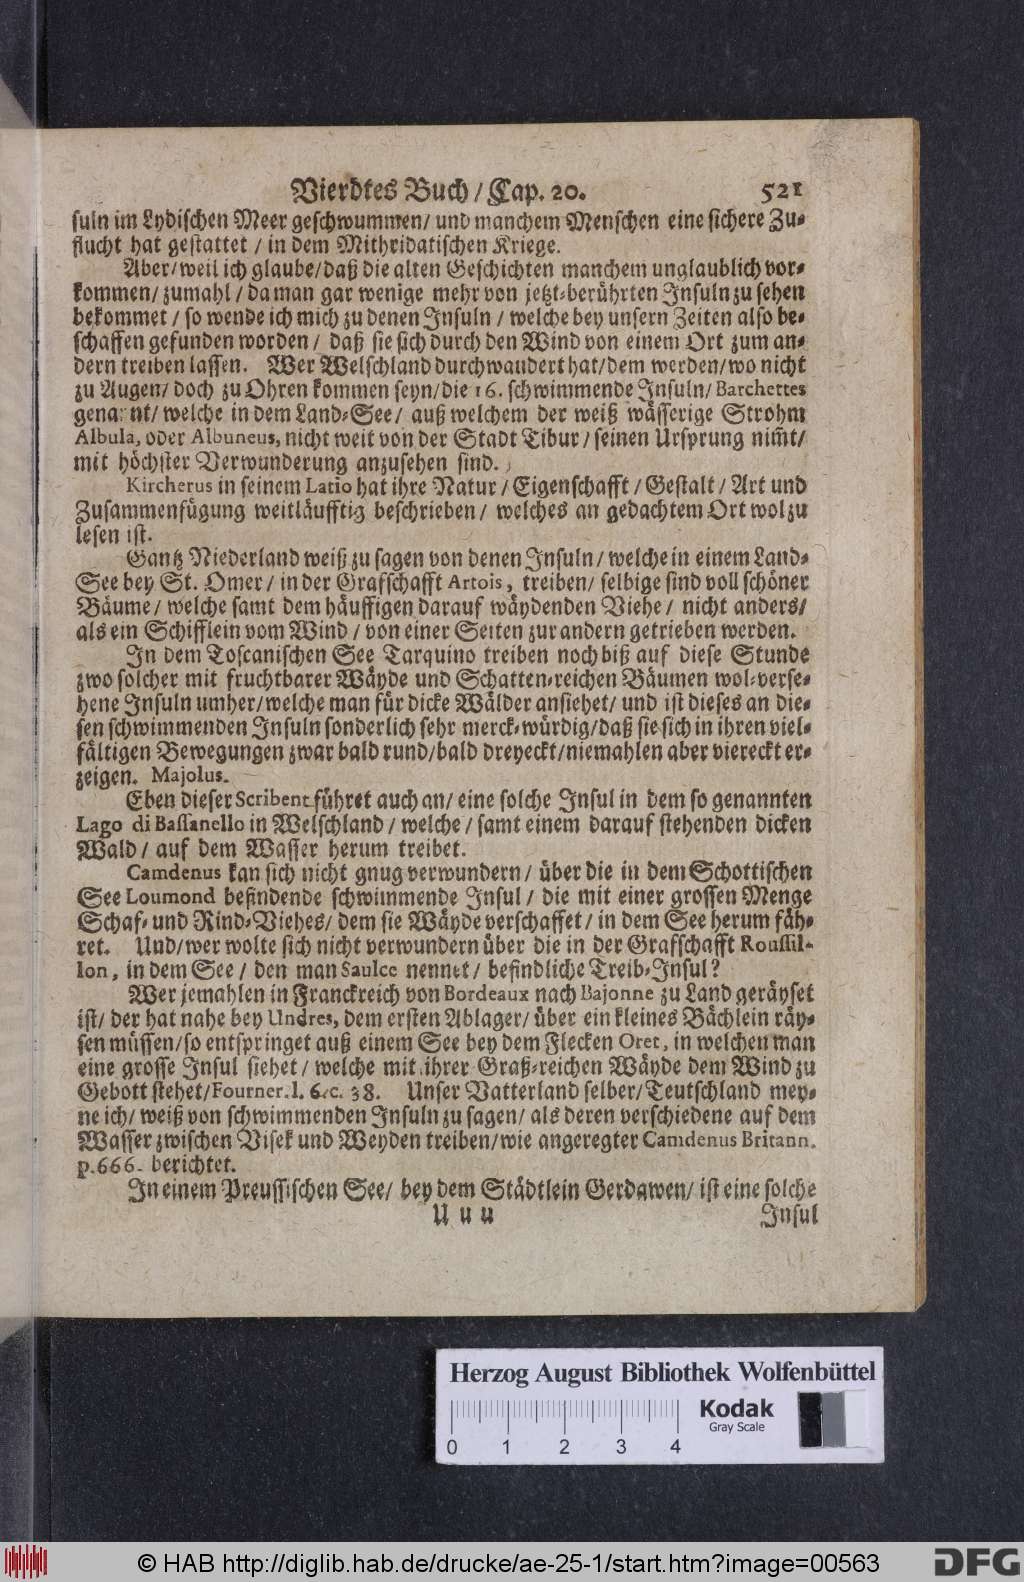 Vierdtes Buch / Cap. 20. 521
suln im Lydischen Meer geschwummen / und manchem Menschen eine sichere Zu-
flucht hat gestattet / in dem Mithridatischen Kriege.
Aber / weil ich glaube / daß die alten Geschichten manchem unglaublich vor-
kommen / zumahl / da man gar wenige mehr von jetzt-berührten Insuln zu sehen
bekommet / so wende ich mich zu denen Insuln / welche bey unsern Zeiten also be-
schaffen gefunden worden / daß sie sich durch den Wind von einem Ort zum an-
dern treiben lassen. Wer Welschland durchwandert hat / dem werden / wo nicht
zu Augen / doch zu Ohren kommen seyn / die 16. schwimmende Insuln / Barchettes
genannt / welche in dem Land-See / auß welchem der weiß wässerige Strohm
Albula, oder Albuneus, nicht weit von der Stadt Tibur / seinen Ursprung nim̃t /
mit höchster Verwunderung anzusehen sind.
Kircherus in seinem Latio hat ihre Natur / Eigenschafft / Gestalt / Art und
Zusammenfügung weitläufftig beschrieben / welches an gedachtem Ort wol zu
lesen ist.
Gantz Niederland weiß zu sagen von denen Insuln / welche in einem Land-
See bey St. Omer / in der Grafschafft Artois, treiben / selbige sind voll schöner
Bäume / welche samt dem häuffigen darauf wäydenden Viehe / nicht anders /
als ein Schifflein vom Wind / von einer Seiten zur andern getrieben werden.
In dem Toscanischen See Tarquino treiben noch biß auf diese Stunde
zwo solcher mit fruchtbarer Wäyde und Schatten-reichen Bäumen wol-verse-
hene Insuln umher / welche man für dicke Wälder ansiehet / und ist dieses an die-
sen schwimmenden Insuln sonderlich sehr merck-würdig / daß sie sich in ihren viel-
fältigen Bewegungen zwar bald rund / bald dreyeckt / niemahlen aber viereckt er-
zeigen. Majolus.
Eben dieser Scribent führet auch an / eine solche Insul in dem so genannten
Lago di Bassanello in Welschland / welche / samt einem darauf stehenden dicken
Wald / auf dem Wasser herum treibet.
Camdenus kan sich nicht gnug verwundern / über die in dem Schottischen
See Loumond befindende schwimmende Insul / die mit einer grossen Menge
Schaf- und Rind-Viehes / dem sie Wäyde verschaffet / in dem See herum fäh-
ret. Und / wer wolte sich nicht verwundern über die in der Grafschafft Roussil-
lon, in dem See / den man Saulce nennet / befindliche Treib-Insul?
Wer jemahlen in Franckreich von Bordeaux nach Bajonne zu Land geräyset
ist / der hat nahe bey Undres, dem ersten Ablager / über ein kleines Bächlein räy-
sen müssen / so entspringet auß einem See bey dem Flecken Oret, in welchen man
eine grosse Insul siehet / welche mit ihrer Graß-reichen Wäyde dem Wind zu
Gebott stehet / Fourner. l. 6. c. 38. Unser Vatterland selber / Teutschland mey-
ne ich / weiß von schwimmenden Insuln zu sagen / als deren verschiedene auf dem
Wasser zwischen Visek und Weyden treiben / wie angeregter Camdenus Britann.
p. 666. berichtet.
In einem Preussischen See / bey dem Städtlein Gerdawen / ist eine solche
Uuu Insul
Herzog August Bibliothek Wolfenbüttel
Kodak
Gray Scale
0 1 2 3 4
© HAB http://diglib.hab.de/drucke/ae-25-1/start.htm?image=00563
DFG